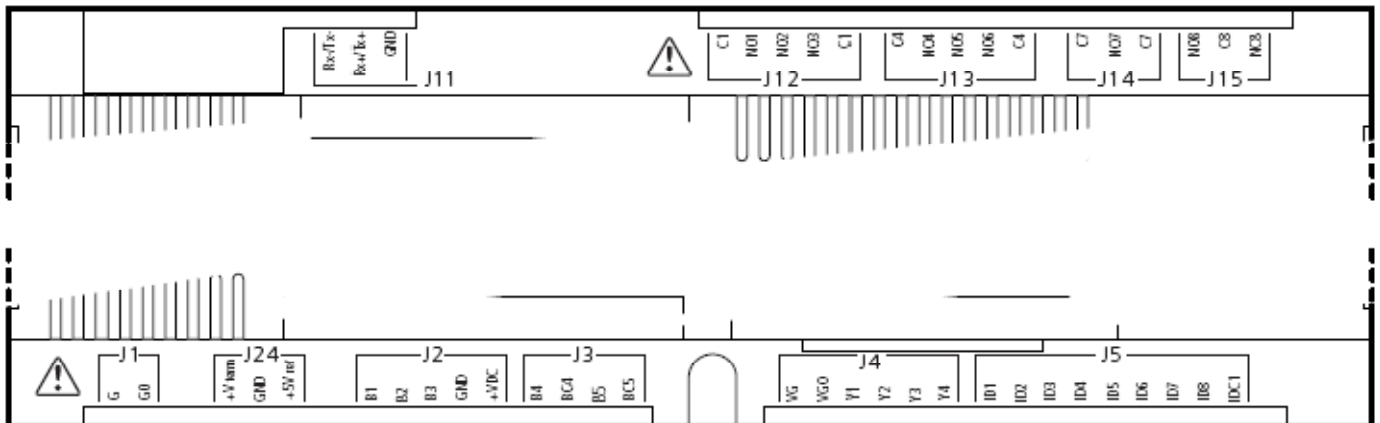 Rx-/Tx-
Rx+/Tx+
GND
J11
C1
NO1
NO2
NO3
C1
J12
C4
NO4
NO5
NO6
C4
J13
C7
NO7
C7
J14
NO8
C8
NC8
J15
J1
G
G0
J24
+Vterm
GND
+5Vref
J2
B1
B2
B3
GND
+VDC
J3
B4
BC4
B5
BC5
J4
VG
VG0
Y1
Y2
Y3
Y4
J5
ID1
ID2
ID3
ID4
ID5
ID6
ID7
ID8
IDC1